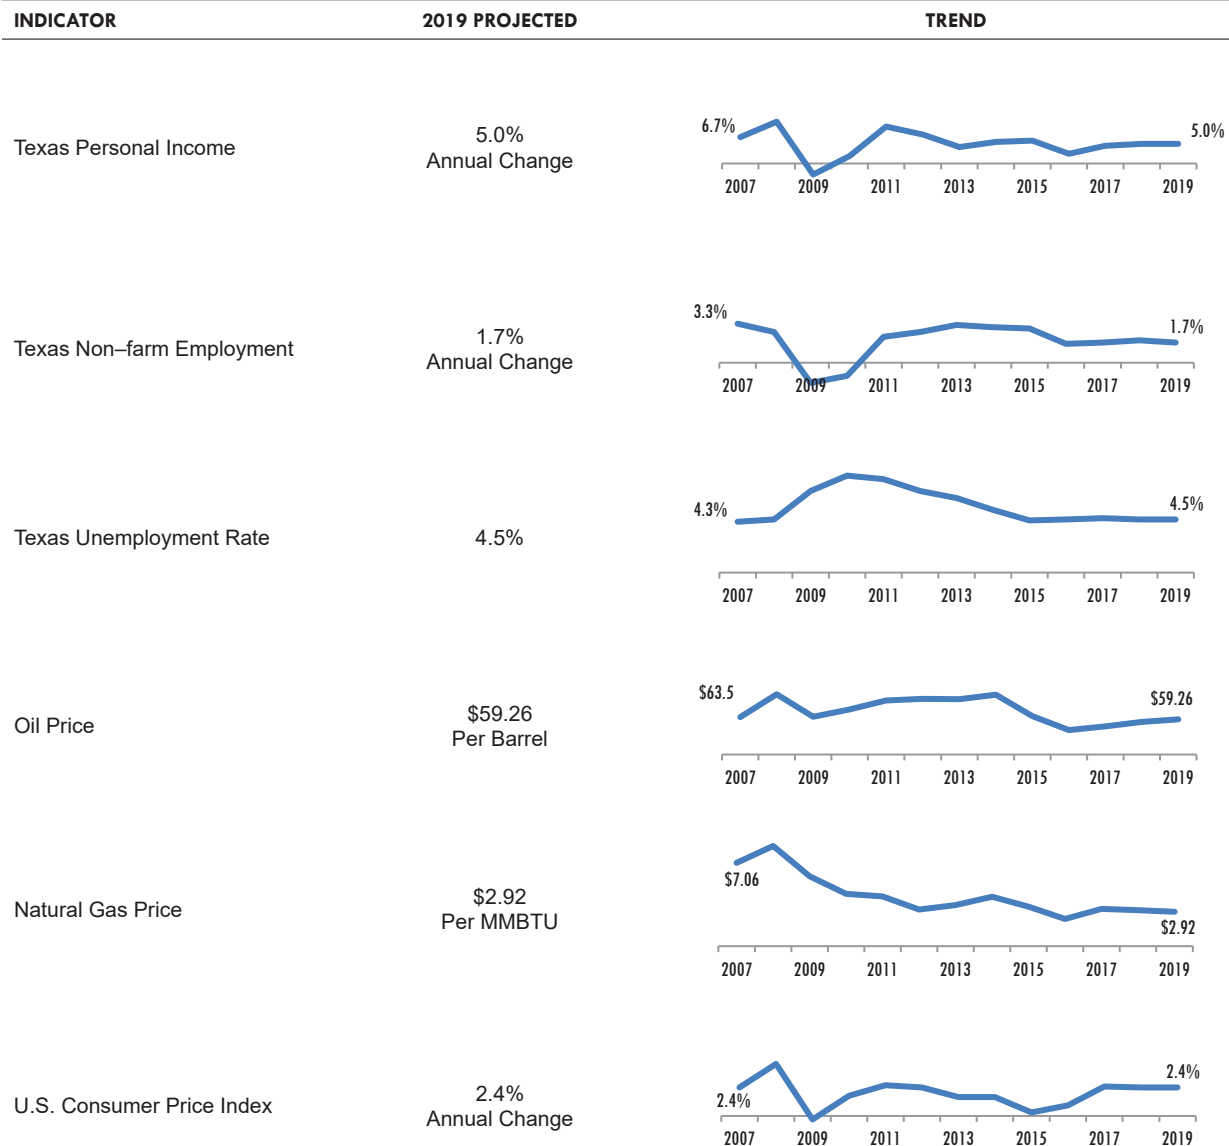 INDICATOR 2019 PROJECTED TREND
Texas Personal Income
5.0%
Annual Change
6.7%
5.0%
2007 2009 2011 2013 2015 2017 2019
Texas Non–farm Employment
1.7%
Annual Change
3.3%
1.7%
2007 2009 2011 2013 2015 2017 2019
Texas Unemployment Rate
4.5%
4.3%
4.5%
2007 2009 2011 2013 2015 2017 2019
Oil Price
$59.26
Per Barrel
$63.5
$59.26
2007 2009 2011 2013 2015 2017 2019
Natural Gas Price
$2.92
Per MMBTU
$7.06
$2.92
2007 2009 2011 2013 2015 2017 2019
U.S. Consumer Price Index
2.4%
Annual Change
2.4%
2.4%
2007 2009 2011 2013 2015 2017 2019